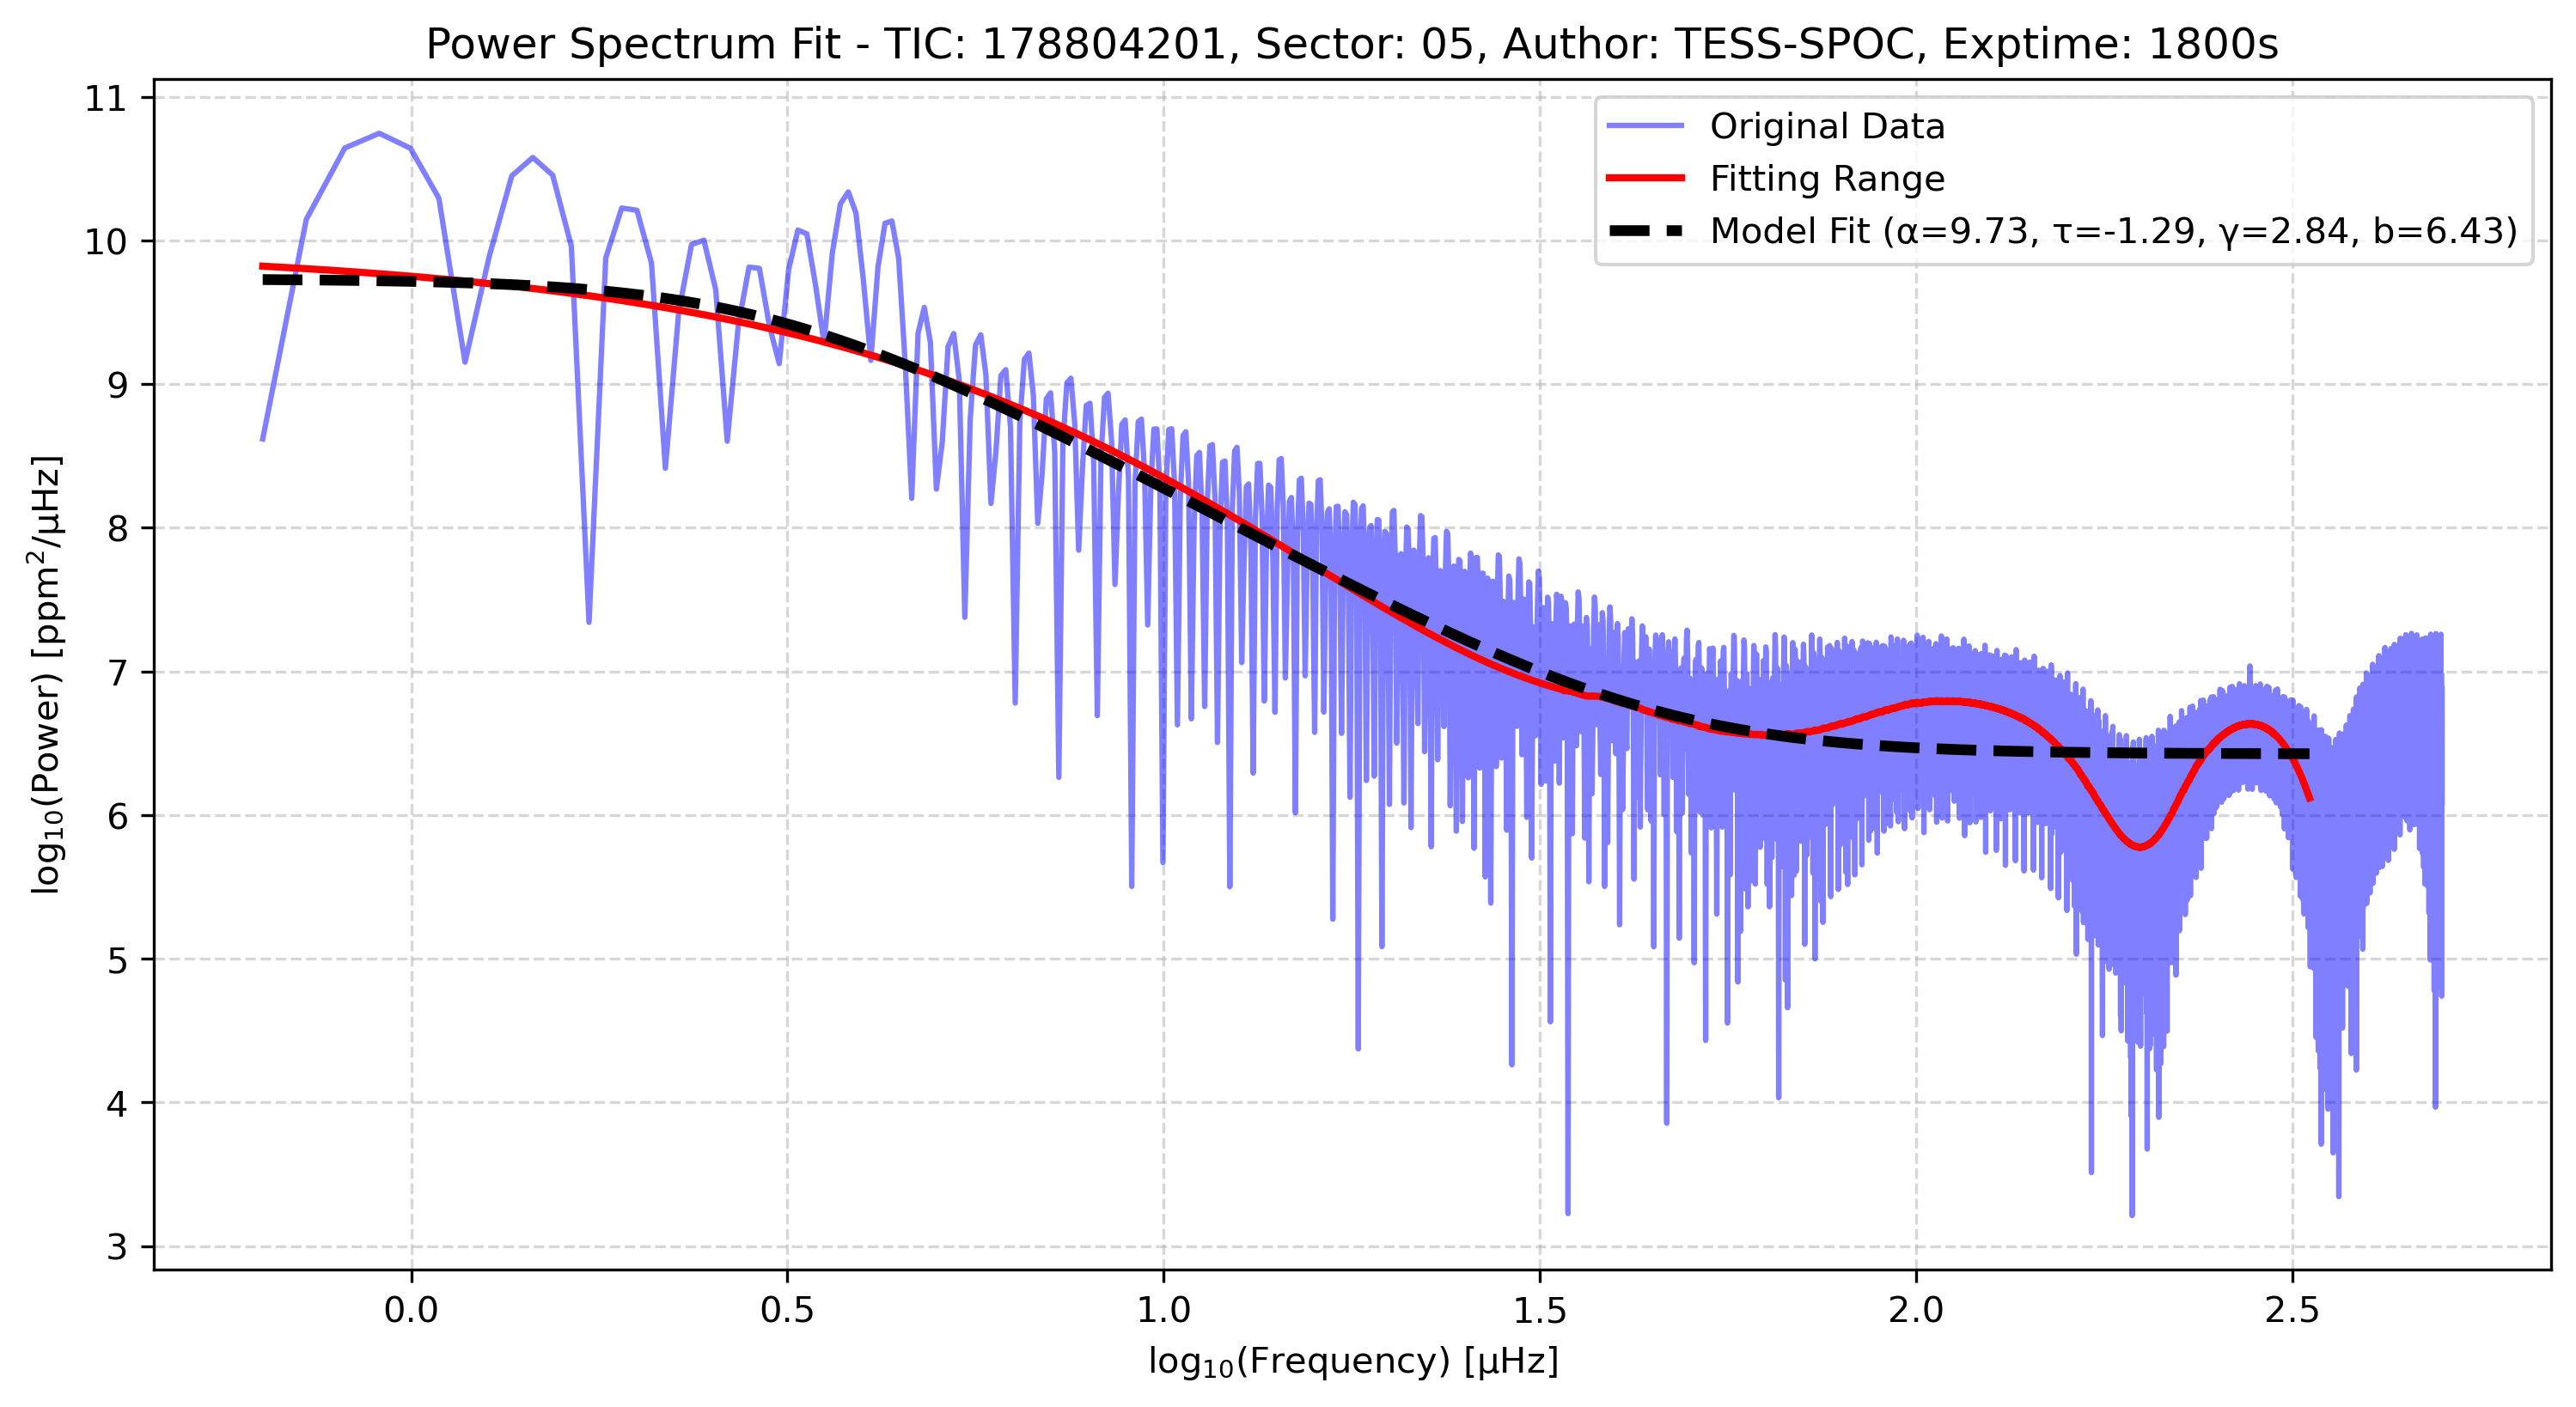 Power Spectrum Fit - TIC: 178804201, Sector: 05, Author: TESS-SPOC, Exptime: 1800s
Original Data
Fitting Range
Model Fit (α=9.73, τ=-1.29, γ=2.84, b=6.43)
log₁₀(Power) [ppm²/μHz]
11
10
9
8
7
6
5
4
3
0.0 0.5 1.0 1.5 2.0 2.5
log₁₀(Frequency) [μHz]